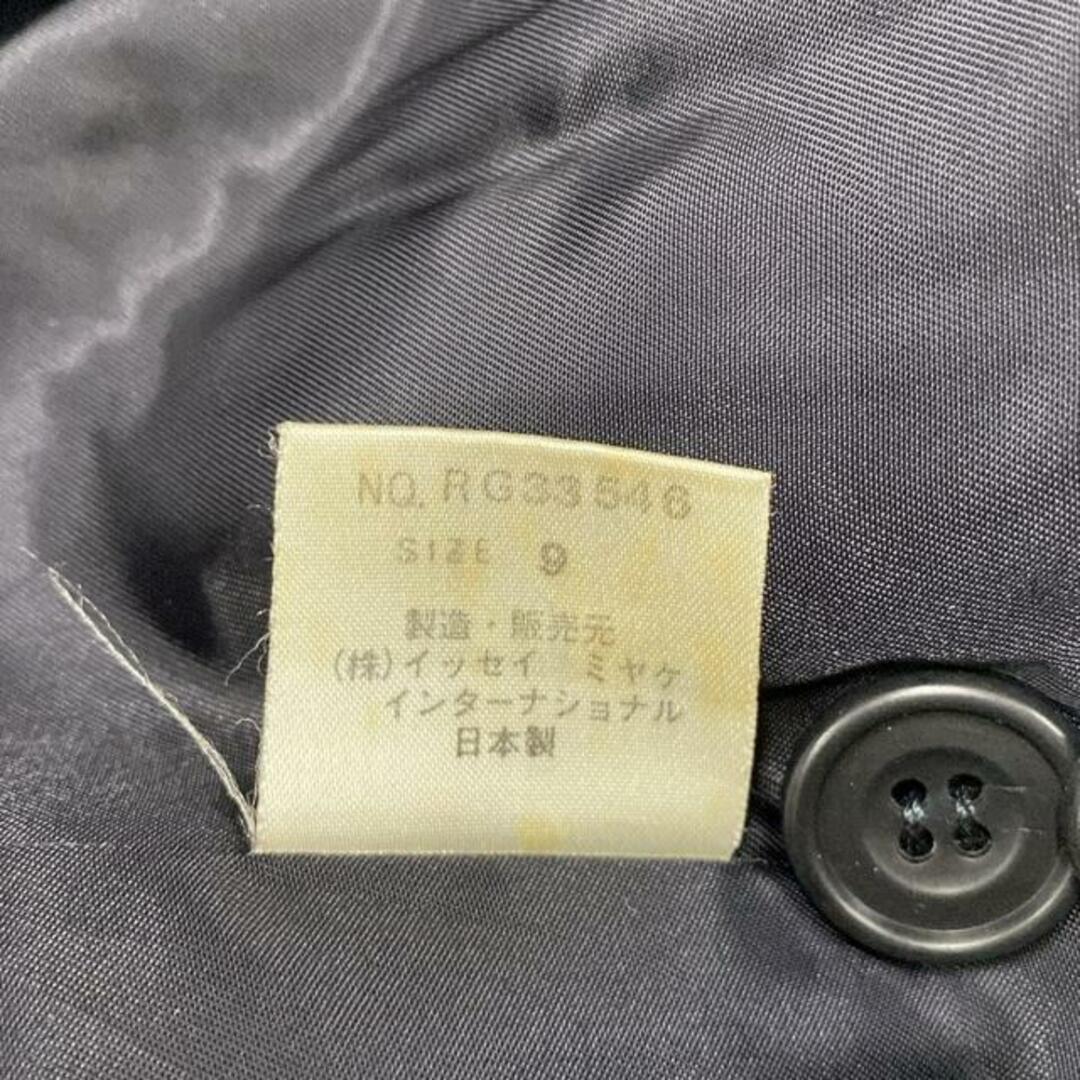 NO. RG33546
SIZE 9
製造・販売元
(株)イッセイ ミヤケ
インターナショナル
日本製